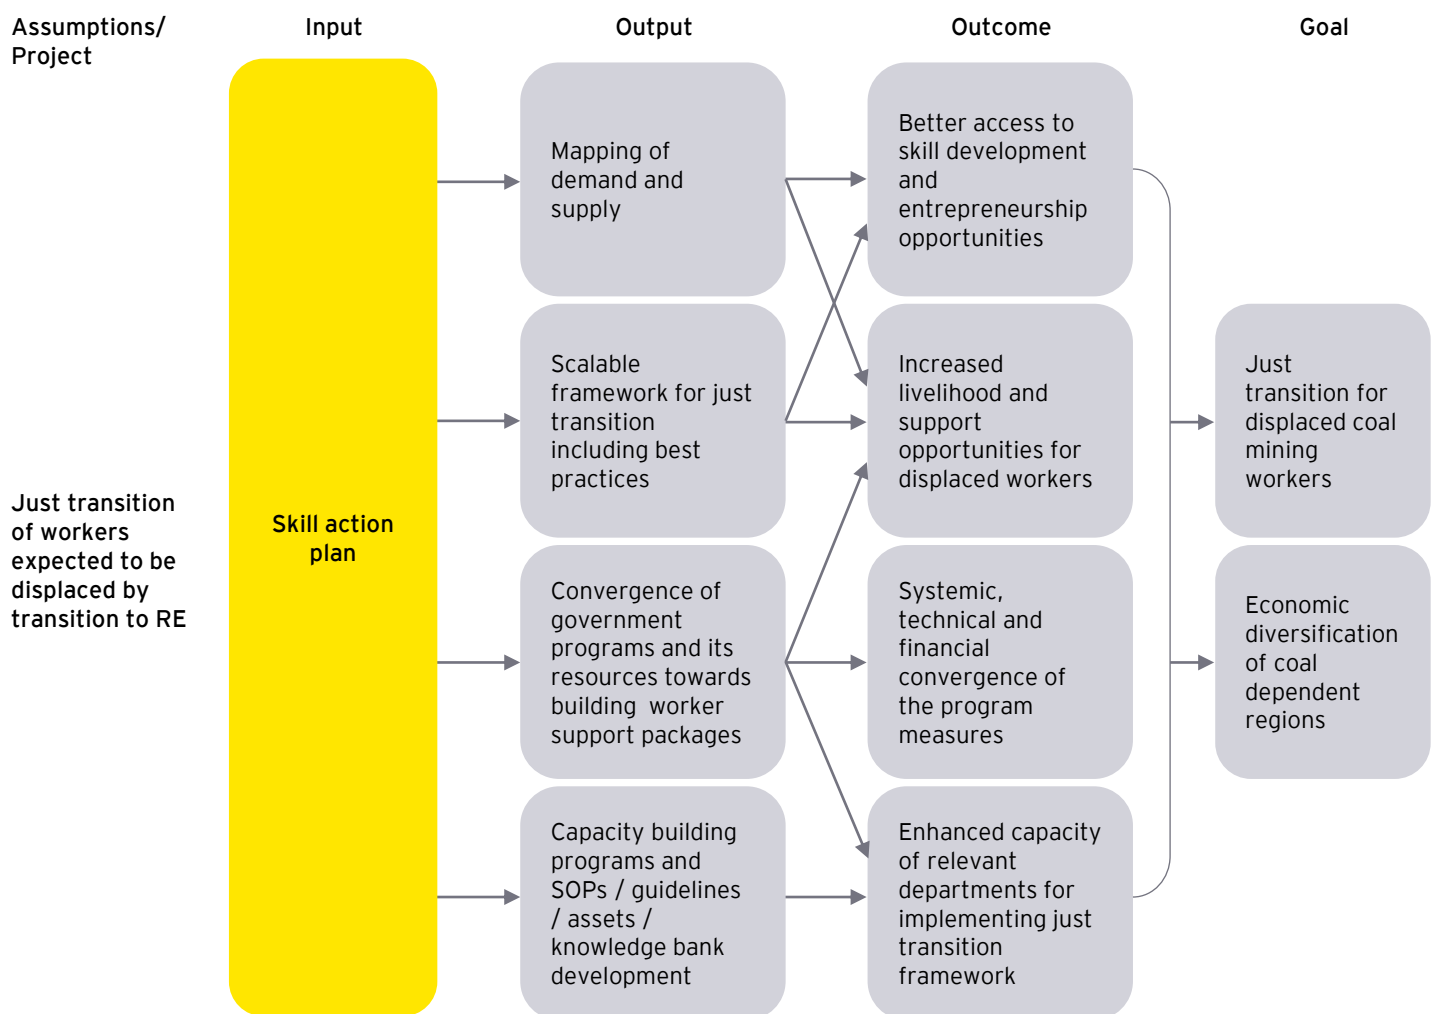 Assumptions/
Project
Input
Output
Outcome
Goal
Just transition
of workers
expected to be
displaced by
transition to RE
Skill action
plan
Mapping of
demand and
supply
Scalable
framework for just
transition
including best
practices
Convergence of
government
programs and its
resources towards
building worker
support packages
Capacity building
programs and
SOPs / guidelines
/ assets /
knowledge bank
development
Better access to
skill development
and
entrepreneurship
opportunities
Increased
livelihood and
support
opportunities for
displaced workers
Systemic,
technical and
financial
convergence of
the program
measures
Enhanced capacity
of relevant
departments for
implementing just
transition
framework
Just
transition for
displaced coal
mining
workers
Economic
diversification
of coal
dependent
regions